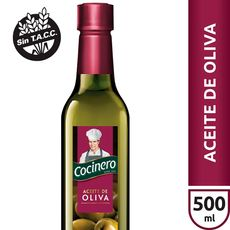 Sin T.A.C.C.
Cocinero
ACEITE DE
OLIVA
ACEITE DE OLIVA
500
ml